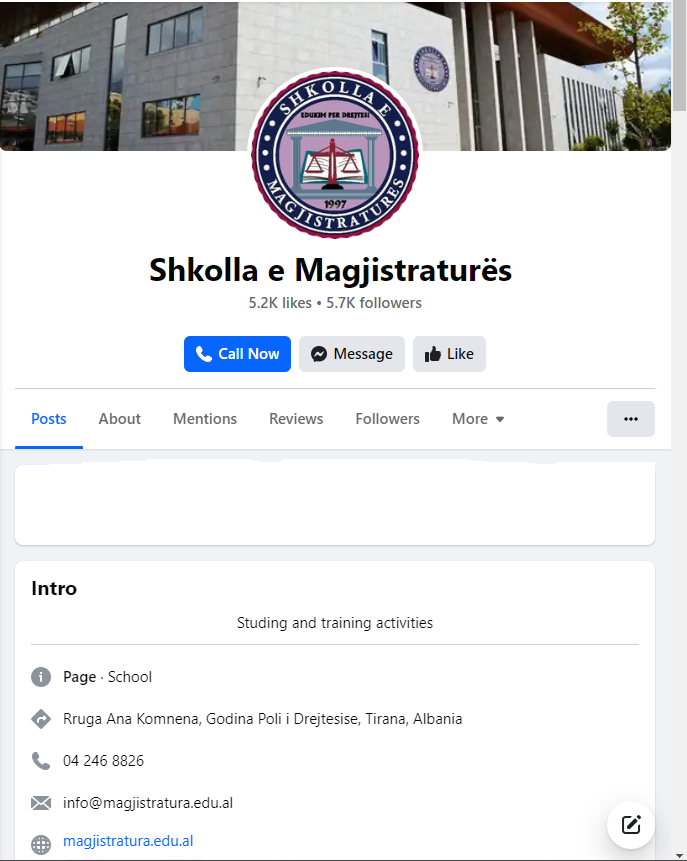 SHKOLLA E
EDUKIM PER DREJTESI
1997
MAGJISTRATURES
Shkolla e Magjistraturës
5.2K likes • 5.7K followers
Call Now
Message
Like
Posts
About
Mentions
Reviews
Followers
More
Intro
Studing and training activities
Page · School
Rruga Ana Komnena, Godina Poli i Drejtesise, Tirana, Albania
04 246 8826
info@magjistratura.edu.al
magjistratura.edu.al